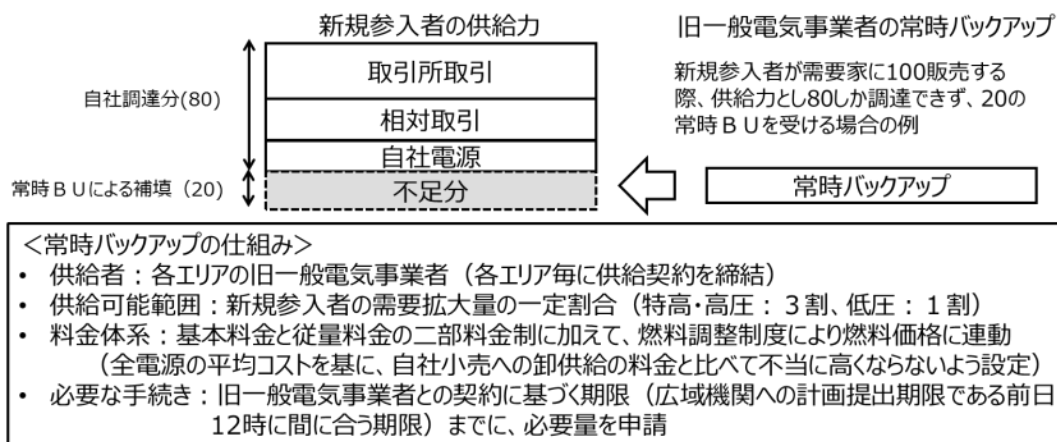 新規参入者の供給力
旧一般電気事業者の常時バックアップ
自社調達分(80)
取引所取引
相対取引
自社電源
新規参入者が需要家に100販売する
際、供給力とし80しか調達できず、20の
常時ＢＵを受ける場合の例
常時ＢＵによる補填（20）
不足分
常時バックアップ
＜常時バックアップの仕組み＞
• 供給者：各エリアの旧一般電気事業者（各エリア毎に供給契約を締結）
• 供給可能範囲：新規参入者の需要拡大量の一定割合（特高・高圧：３割、低圧：１割）
• 料金体系：基本料金と従量料金の二部料金制に加えて、燃料調整制度により燃料価格に連動
（全電源の平均コストを基に、自社小売への卸供給の料金と比べて不当に高くならないよう設定）
• 必要な手続き：旧一般電気事業者との契約に基づく期限（広域機関への計画提出期限である前日
12時に間に合う期限）までに、必要量を申請